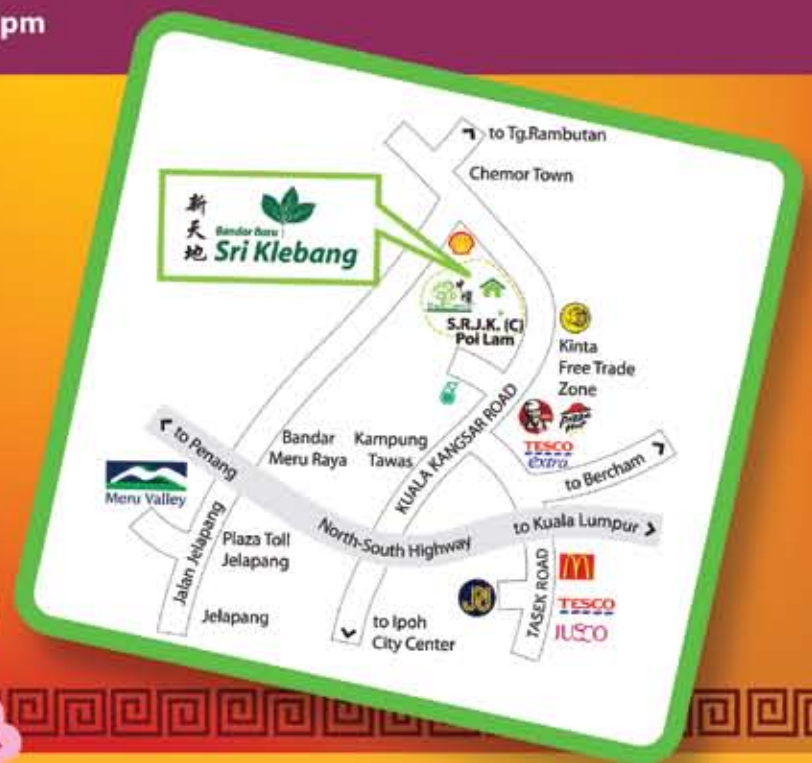 pm
to Tg.Rambutan
Chemor Town
新
天
地
Bandar Baru
Sri Klebang
S.R.J.K. (C)
Poi Lam
Kinta
Free Trade
Zone
KUALA KANGSAR ROAD
TESCO
extra
to Penang
Bandar
Meru Raya
Kampung
Tawas
to Bercham
Meru Valley
North-South Highway
to Kuala Lumpur
Jalan Jelapang
Plaza Toll
Jelapang
Jelapang
to Ipoh
City Center
TASEK ROAD
TESCO
JUSCO